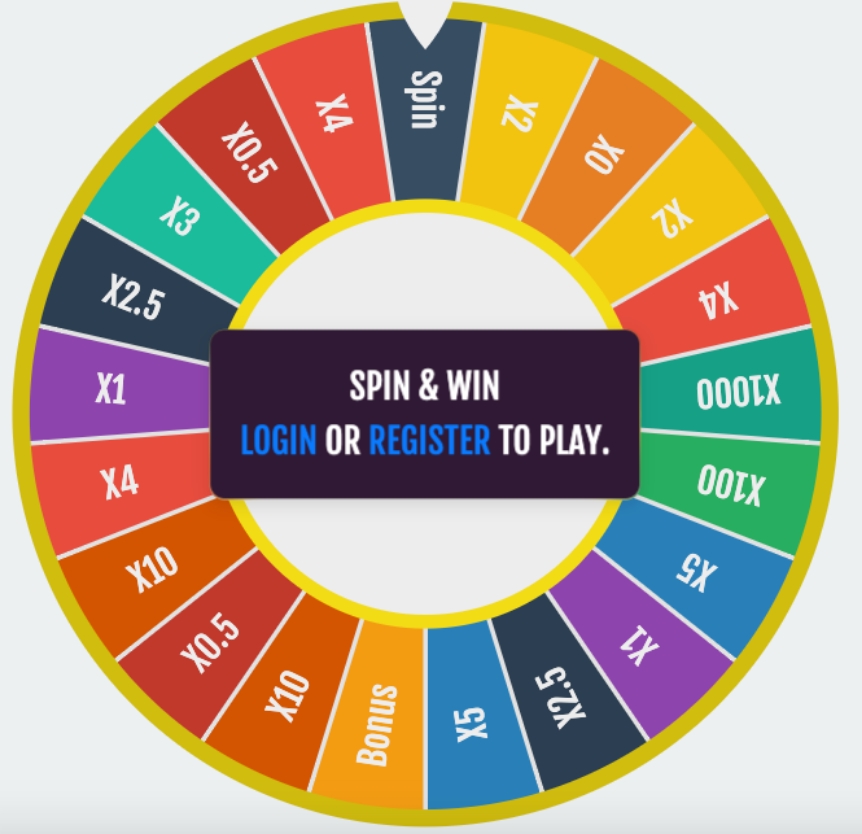 Spin
X2
X0
X2
X4
X1000
X100
X5
X1
X2.5
X5
Bonus
X10
X0.5
X10
X4
X1
X2.5
X3
X0.5
X4
SPIN & WIN
LOGIN OR REGISTER TO PLAY.